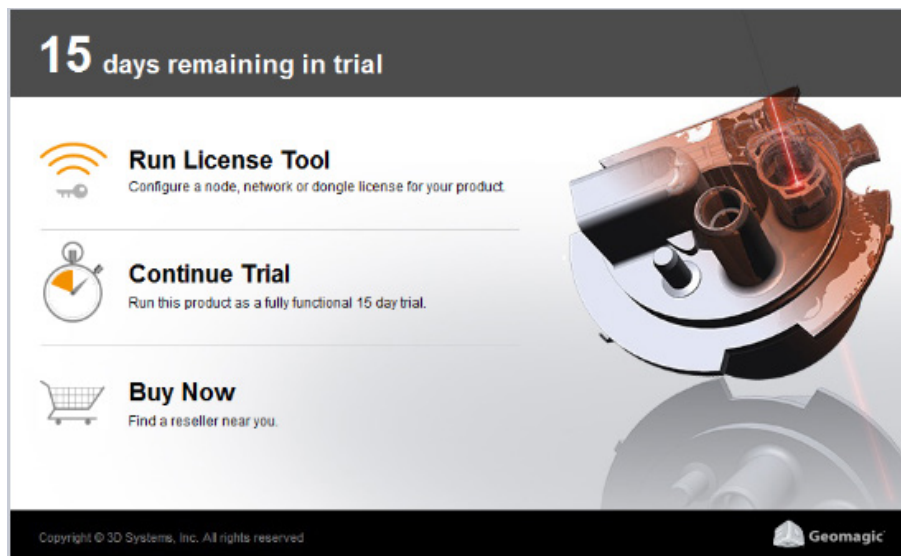 15 days remaining in trial
Run License Tool
Configure a node, network or dongle license for your product.
Continue Trial
Run this product as a fully functional 15 day trial.
Buy Now
Find a reseller near you.
Copyright © 3D Systems, Inc. All rights reserved
Geomagic